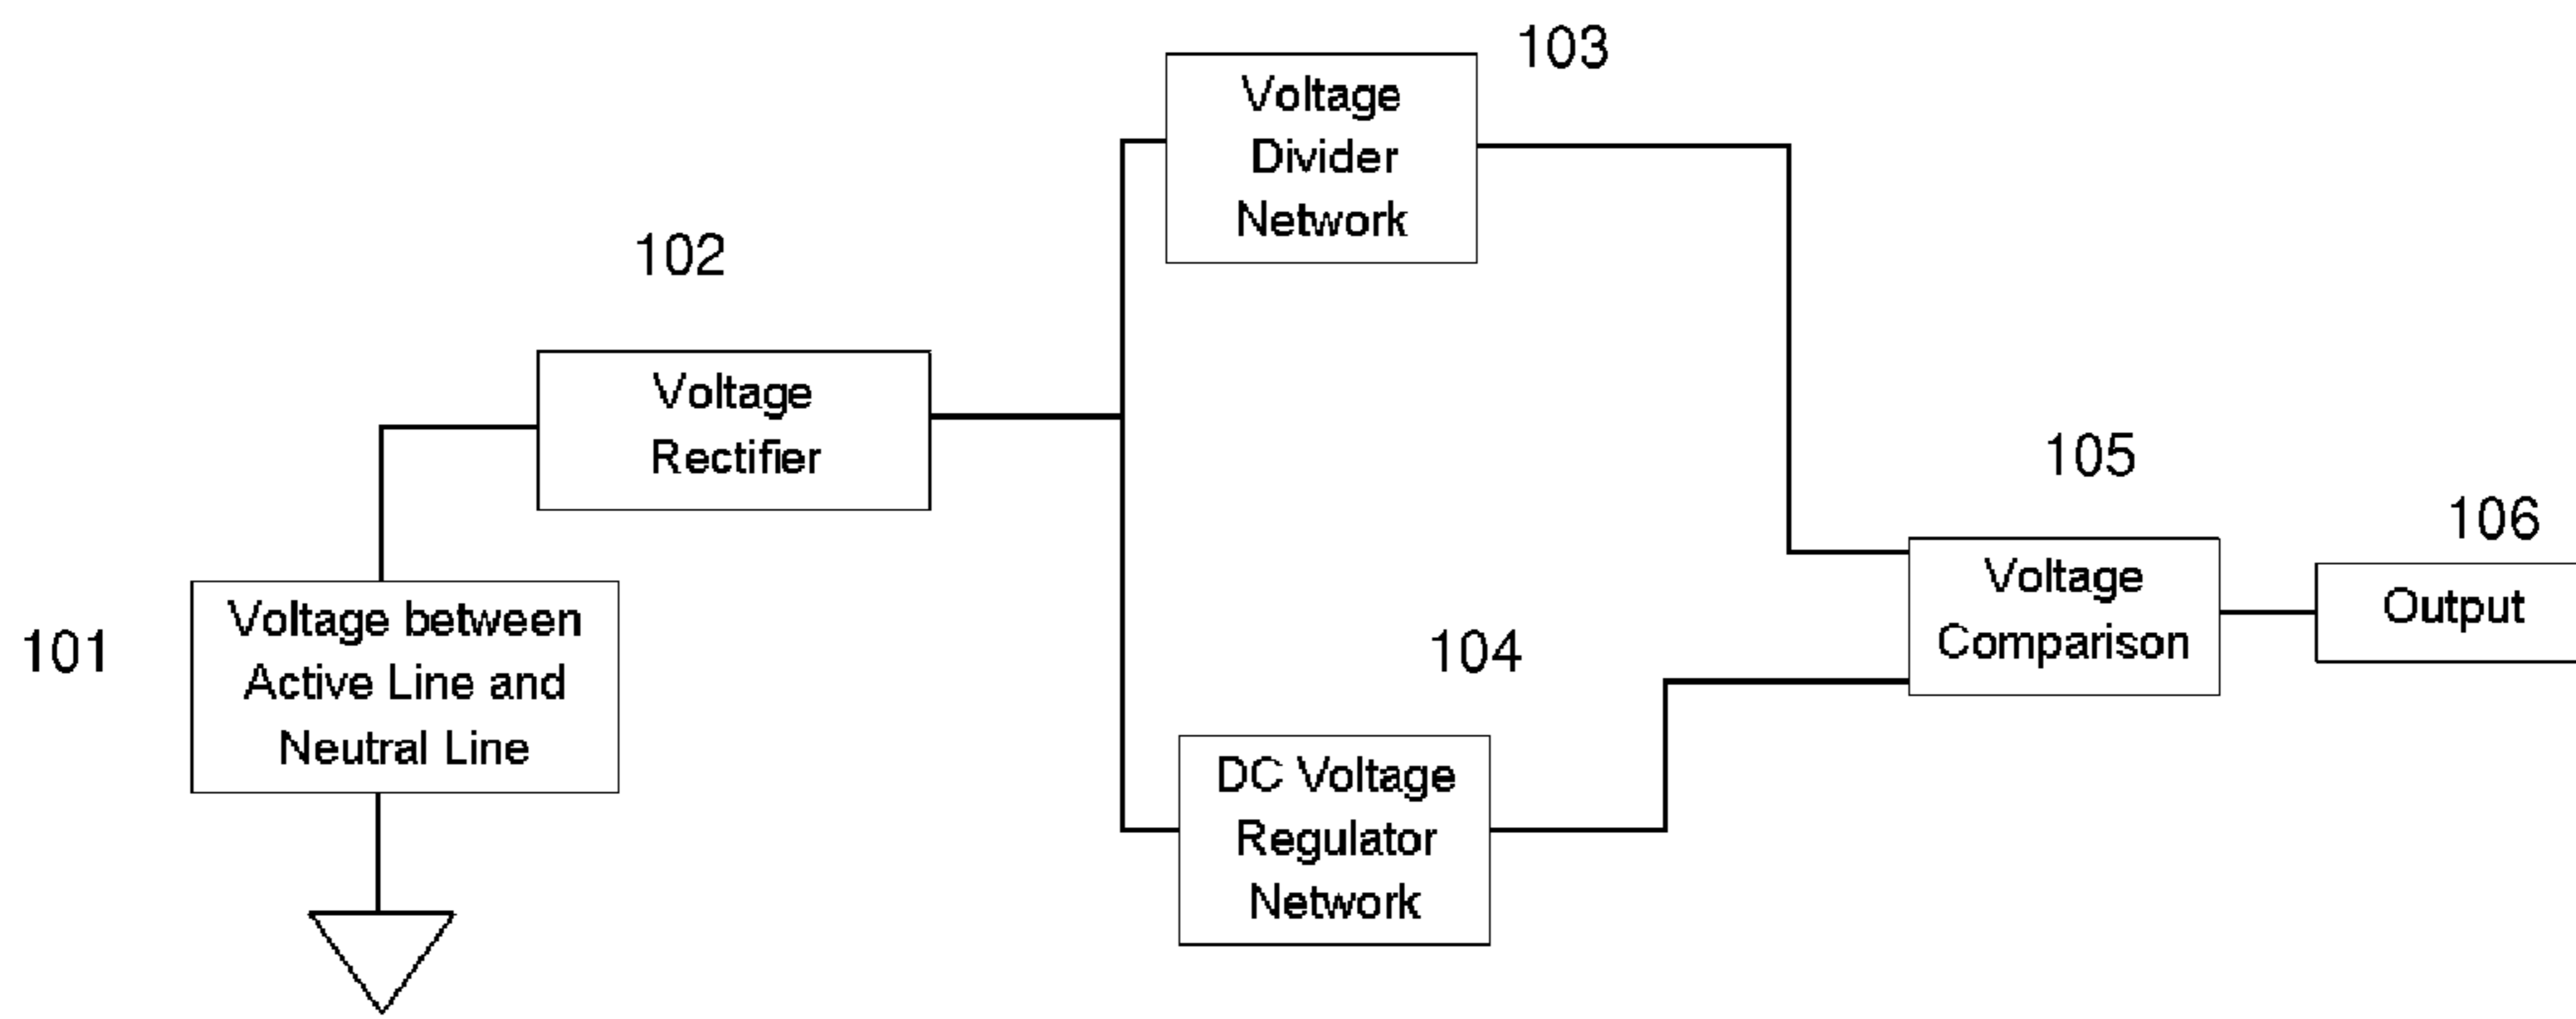 103
Voltage
Divider
Network
102
Voltage
Rectifier
101
Voltage between
Active Line and
Neutral Line
104
DC Voltage
Regulator
Network
105
Voltage
Comparison
106
Output